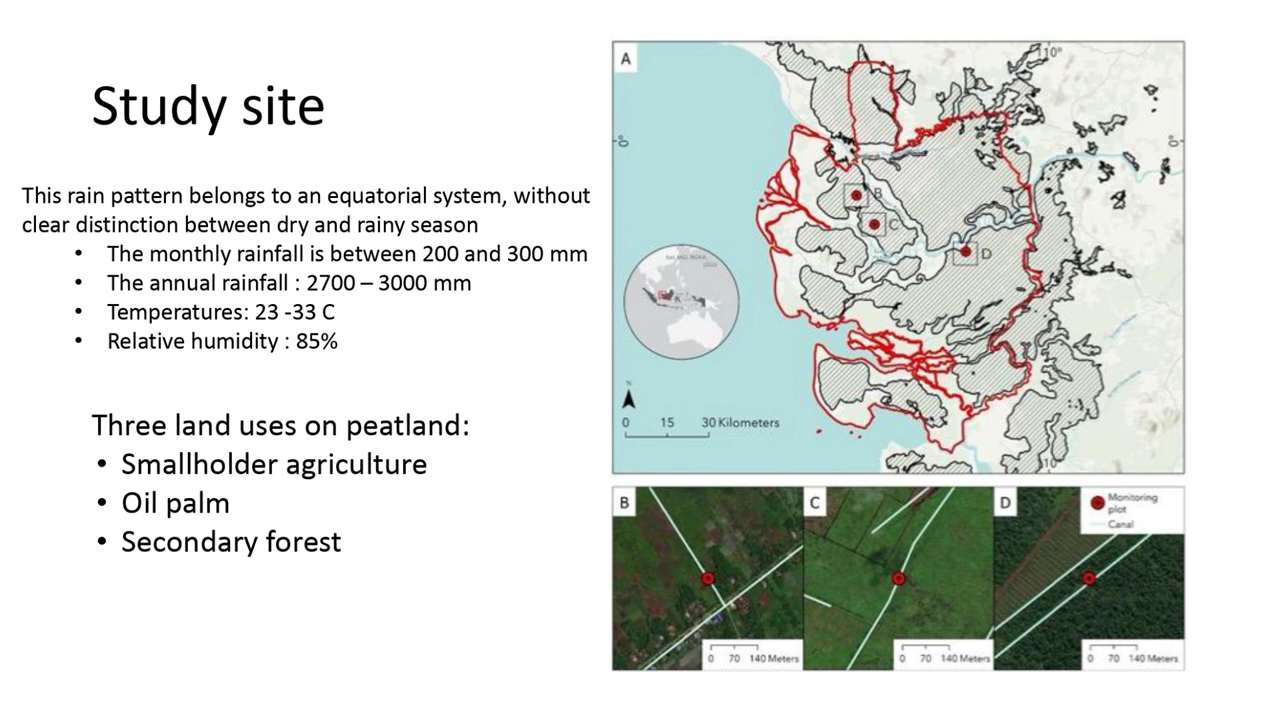 Study site
This rain pattern belongs to an equatorial system, without
clear distinction between dry and rainy season
• The monthly rainfall is between 200 and 300 mm
• The annual rainfall : 2700 – 3000 mm
• Temperatures: 23 -33 C
• Relative humidity : 85%
Three land uses on peatland:
• Smallholder agriculture
• Oil palm
• Secondary forest
A
110°
0°
0°
B
C
D
N
0 15 30 Kilometers
B
C
D
Monitoring
plot
Canal
0 70 140 Meters
0 70 140 Meters
0 70 140 Meters